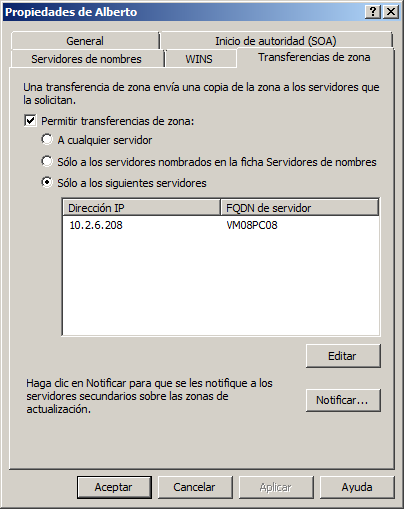 Propiedades de Alberto
General
Inicio de autoridad (SOA)
Servidores de nombres
WINS
Transferencias de zona
Una transferencia de zona envía una copia de la zona a los servidores que
la solicitan.
Permitir transferencias de zona:
A cualquier servidor
Sólo a los servidores nombrados en la ficha Servidores de nombres
Sólo a los siguientes servidores
Dirección IP
FQDN de servidor
10.2.6.208
VM08PC08
Editar
Haga clic en Notificar para que se les notifique a los
servidores secundarios sobre las zonas de
actualización.
Notificar...
Aceptar
Cancelar
Aplicar
Ayuda